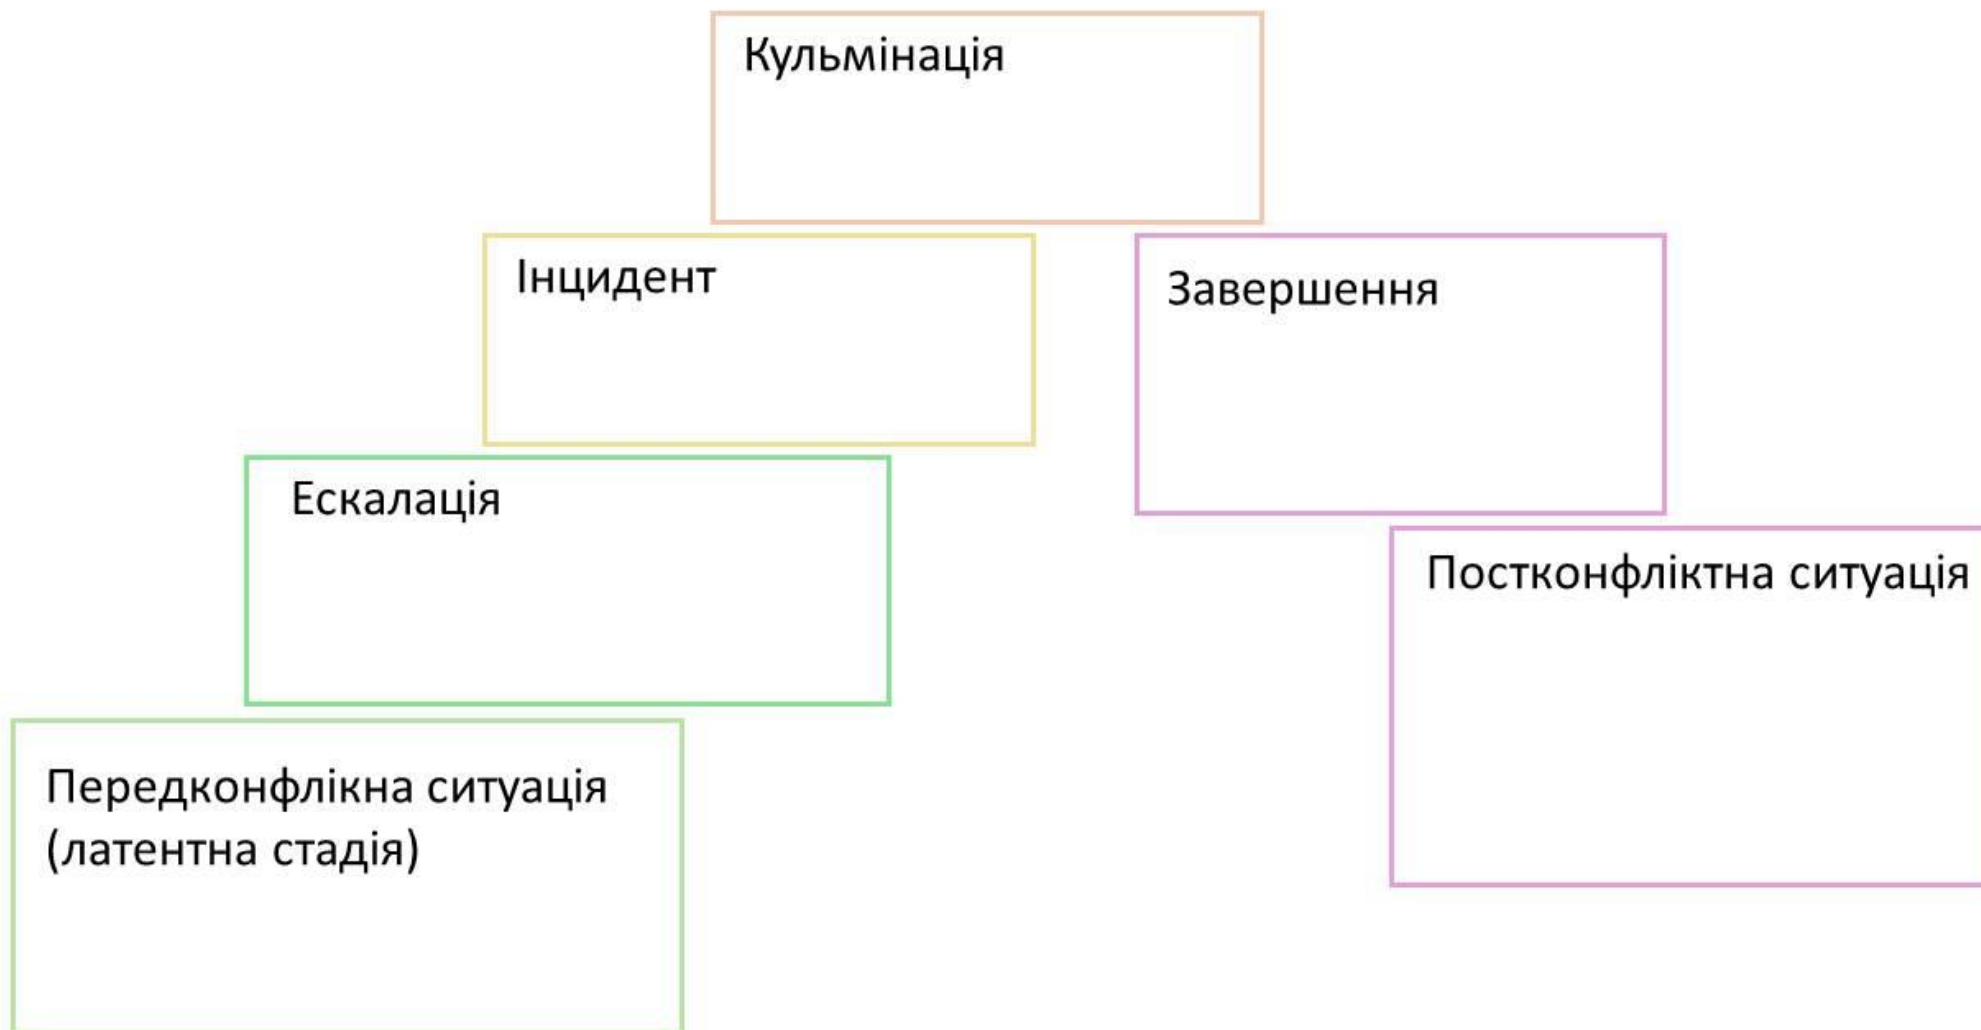 Кульмінація
Інцидент
Завершення
Ескалація
Постконфліктна ситуація
Передконфлікна ситуація
(латентна стадія)